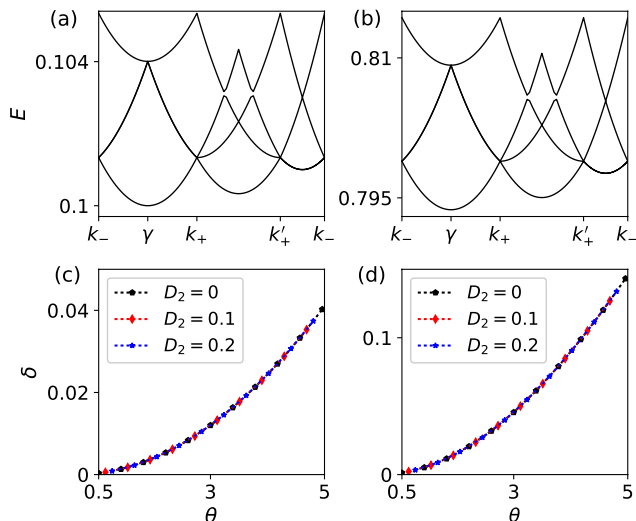 (a) (b)
E 0.104 0.81
0.1 0.795
k₋ γ k₊ k′₊ k₋ k₋ γ k₊ k′₊ k₋
(c) (d)
D₂ = 0 D₂ = 0
D₂ = 0.1 D₂ = 0.1
D₂ = 0.2 D₂ = 0.2
δ 0.04 0.1
0.02
0 0
0.5 3 5 0.5 3 5
θ θ